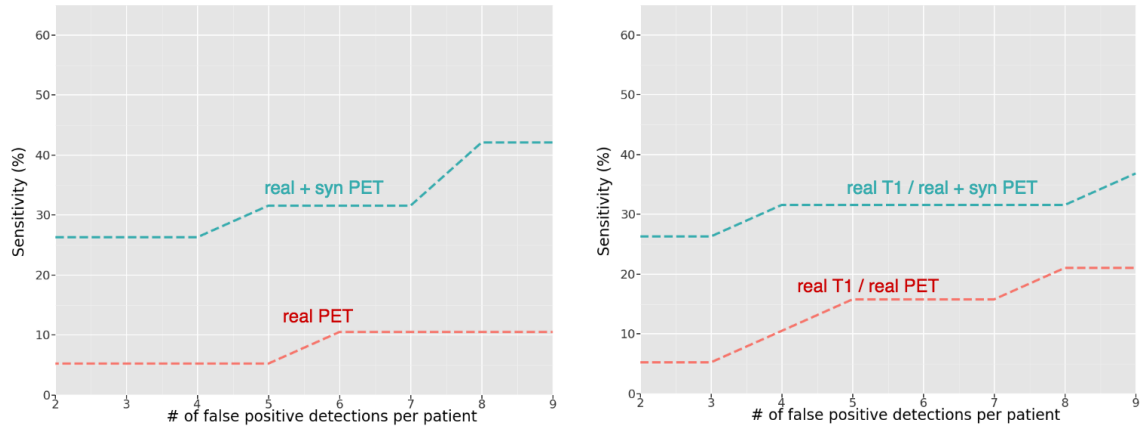 60
50
40
30
20
10
0
Sensitivity (%)
real + syn PET
real PET
2 3 4 5 6 7 8 9
# of false positive detections per patient
60
50
40
30
20
10
0
Sensitivity (%)
real T1 / real + syn PET
real T1 / real PET
2 3 4 5 6 7 8 9
# of false positive detections per patient